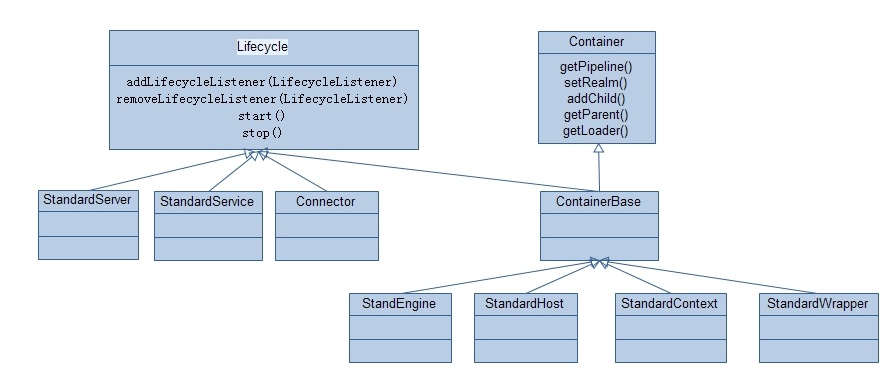 Lifecycle
addLifecycleListener(LifecycleListener)
removeLifecycleListener(LifecycleListener)
start()
stop()
Container
getPipeline()
setRealm()
addChild()
getParent()
getLoader()
StandardServer
StandardService
Connector
ContainerBase
StandEngine
StandardHost
StandardContext
StandardWrapper